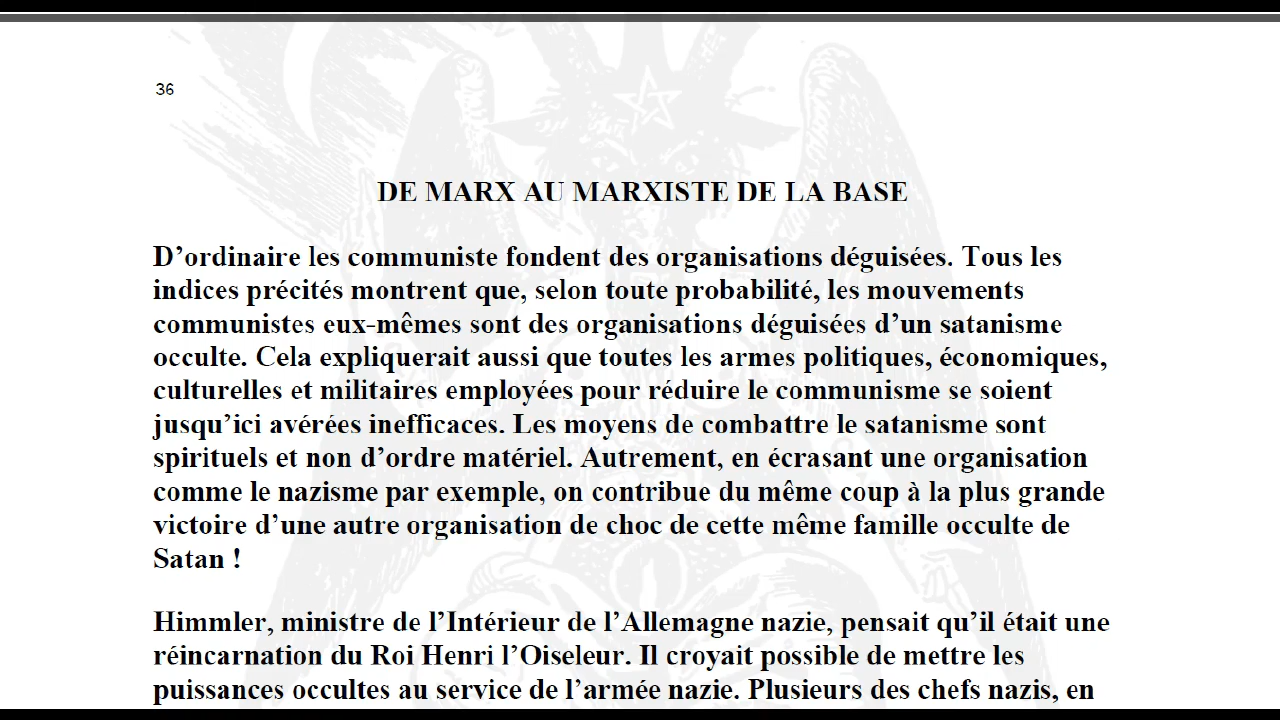 36
DE MARX AU MARXISTE DE LA BASE
D’ordinaire les communiste fondent des organisations déguisées. Tous les
indices précités montrent que, selon toute probabilité, les mouvements
communistes eux-mêmes sont des organisations déguisées d’un satanisme
occulte. Cela expliquerait aussi que toutes les armes politiques, économiques,
culturelles et militaires employées pour réduire le communisme se soient
jusqu’ici avérées inefficaces. Les moyens de combattre le satanisme sont
spirituels et non d’ordre matériel. Autrement, en écrasant une organisation
comme le nazisme par exemple, on contribue du même coup à la plus grande
victoire d’une autre organisation de choc de cette même famille occulte de
Satan !
Himmler, ministre de l’Intérieur de l’Allemagne nazie, pensait qu’il était une
réincarnation du Roi Henri l’Oiseleur. Il croyait possible de mettre les
puissances occultes au service de l’armée nazie. Plusieurs des chefs nazis, en